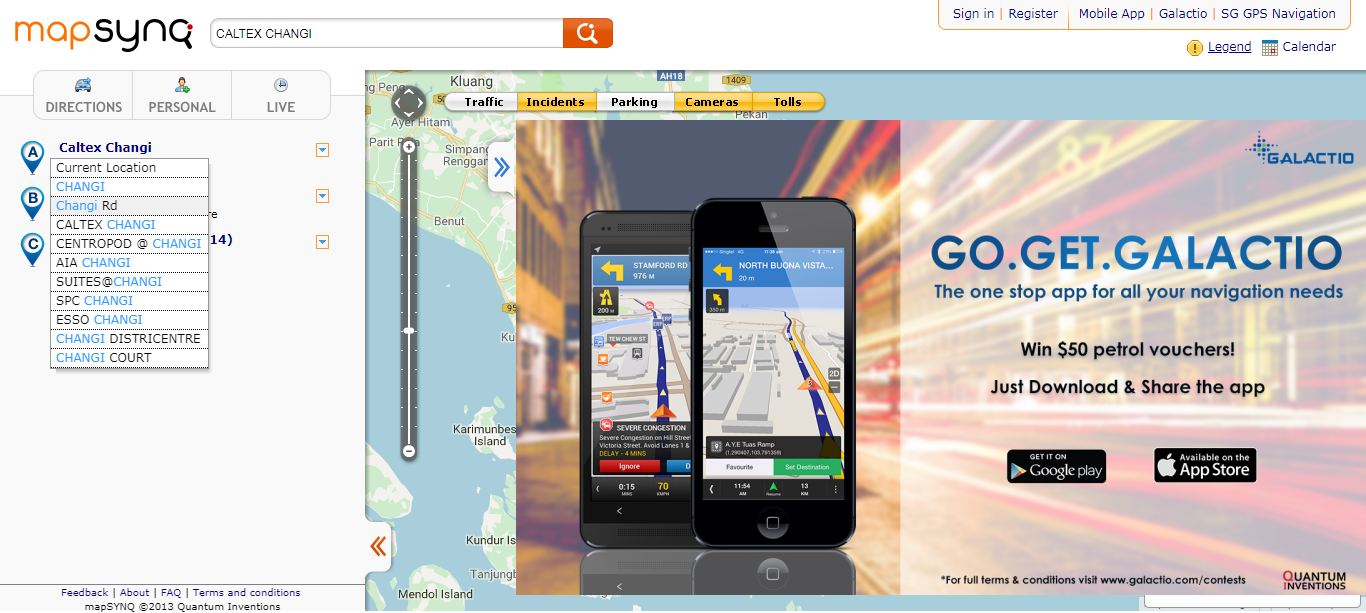 mapSYNQ
CALTEX CHANGI
Sign in | Register | Mobile App | Galactio | SG GPS Navigation
Legend Calendar
DIRECTIONS PERSONAL LIVE
A Caltex Changi
Current Location
CHANGI
B Changi Rd
re
CALTEX CHANGI
C CENTROPOD @ CHANGI 14)
AIA CHANGI
SUITES@CHANGI
SPC CHANGI
ESSO CHANGI
CHANGI DISTRICENTRE
CHANGI COURT
Feedback | About | FAQ | Terms and conditions
mapSYNQ ©2013 Quantum Inventions
Kluang
AH18
1409
Traffic Incidents Parking Cameras Tolls
Ayer Hitam
Pekan
Parit
Simpang
Renggam
Benut
95
Karimunbes
Island
Kundur Is
Tanjungb
Mendol Island
GALACTIO
GO.GET.GALACTIO
The one stop app for all your navigation needs
Win $50 petrol vouchers!
Just Download & Share the app
GET IT ON
Google play
Available on the
App Store
*For full terms & conditions visit www.galactio.com/contests
QUANTUM
INVENTIONS
STAMFORD RD
976 M
200 M
TEW CHEW ST
SEVERE CONGESTION
Severe Congestion on Hill Street
Victoria Street. Avoid Lanes 1 &
DELAY - 4 MINS
Ignore
0:15
MINS
70
KMPH
NORTH BUONA VISTA...
20 m
350 m
2D
A.Y.E Tuas Ramp
(1.290407,103.791359)
Favourite Set Destination
11:54
AM
Resume
13
KM